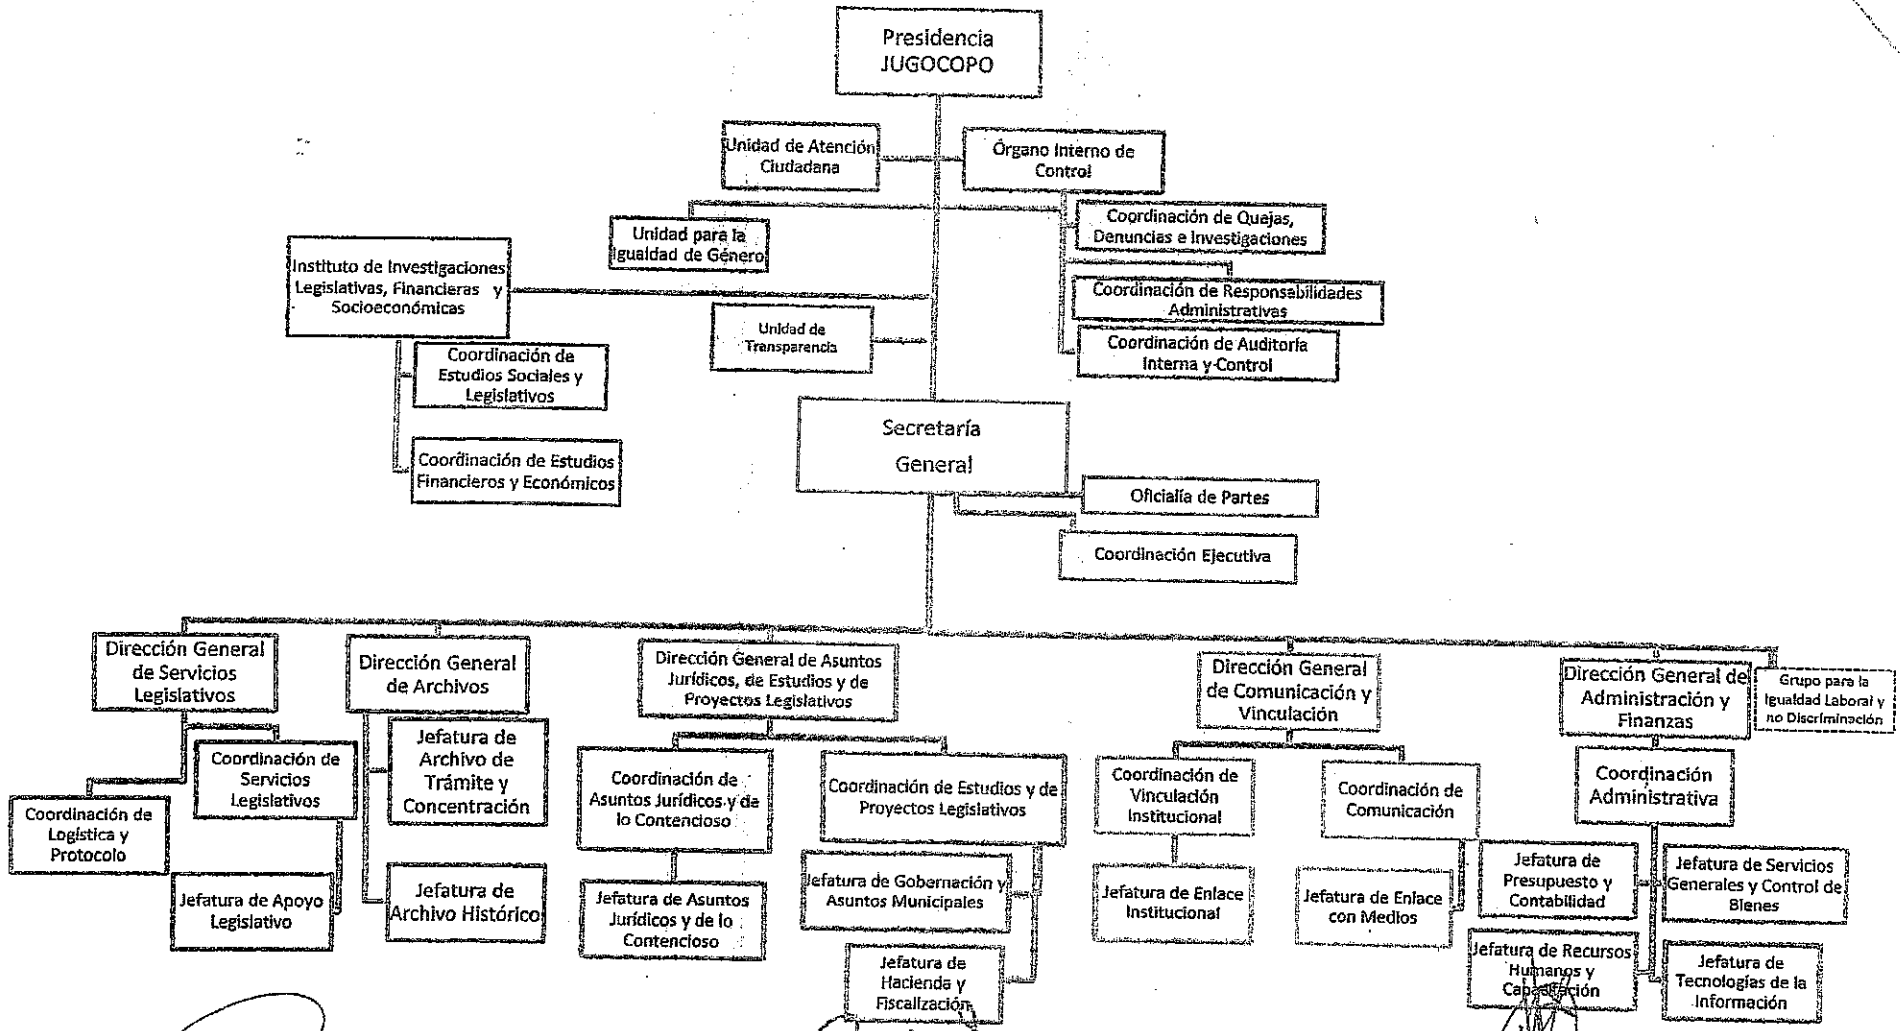 Presidencia
JUGOCOPO
Unidad de Atención
Ciudadana
Órgano Interno de
Control
Unidad para la
Igualdad de Género
Coordinación de Quejas,
Denuncias e Investigaciones
Instituto de Investigaciones
Legislativas, Financieras y
Socioeconómicas
Coordinación de Responsabilidades
Administrativas
Unidad de
Transparencia
Coordinación de Auditoría
Interna y Control
Coordinación de
Estudios Sociales y
Legislativos
Coordinación de Estudios
Financieros y Económicos
Secretaría
General
Oficialía de Partes
Coordinación Ejecutiva
Dirección General
de Servicios
Legislativos
Dirección General
de Archivos
Dirección General de Asuntos
Jurídicos, de Estudios y de
Proyectos Legislativos
Dirección General
de Comunicación y
Vinculación
Dirección General de
Administración y
Finanzas
Grupo para la
Igualdad Laboral y
no Discriminación
Coordinación de
Servicios
Legislativos
Coordinación de
Logística y
Protocolo
Jefatura de Apoyo
Legislativo
Jefatura de
Archivo de
Trámite y
Concentración
Jefatura de
Archivo Histórico
Coordinación de
Asuntos Jurídicos y de
lo Contencioso
Jefatura de Asuntos
Jurídicos y de lo
Contencioso
Coordinación de Estudios y de
Proyectos Legislativos
Jefatura de Gobernación y
Asuntos Municipales
Jefatura de
Hacienda y
Fiscalización
Coordinación de
Vinculación
Institucional
Jefatura de Enlace
Institucional
Coordinación de
Comunicación
Jefatura de Enlace
con Medios
Coordinación
Administrativa
Jefatura de
Presupuesto y
Contabilidad
Jefatura de Servicios
Generales y Control de
Bienes
Jefatura de Recursos
Humanos y
Capacitación
Jefatura de
Tecnologías de la
Información